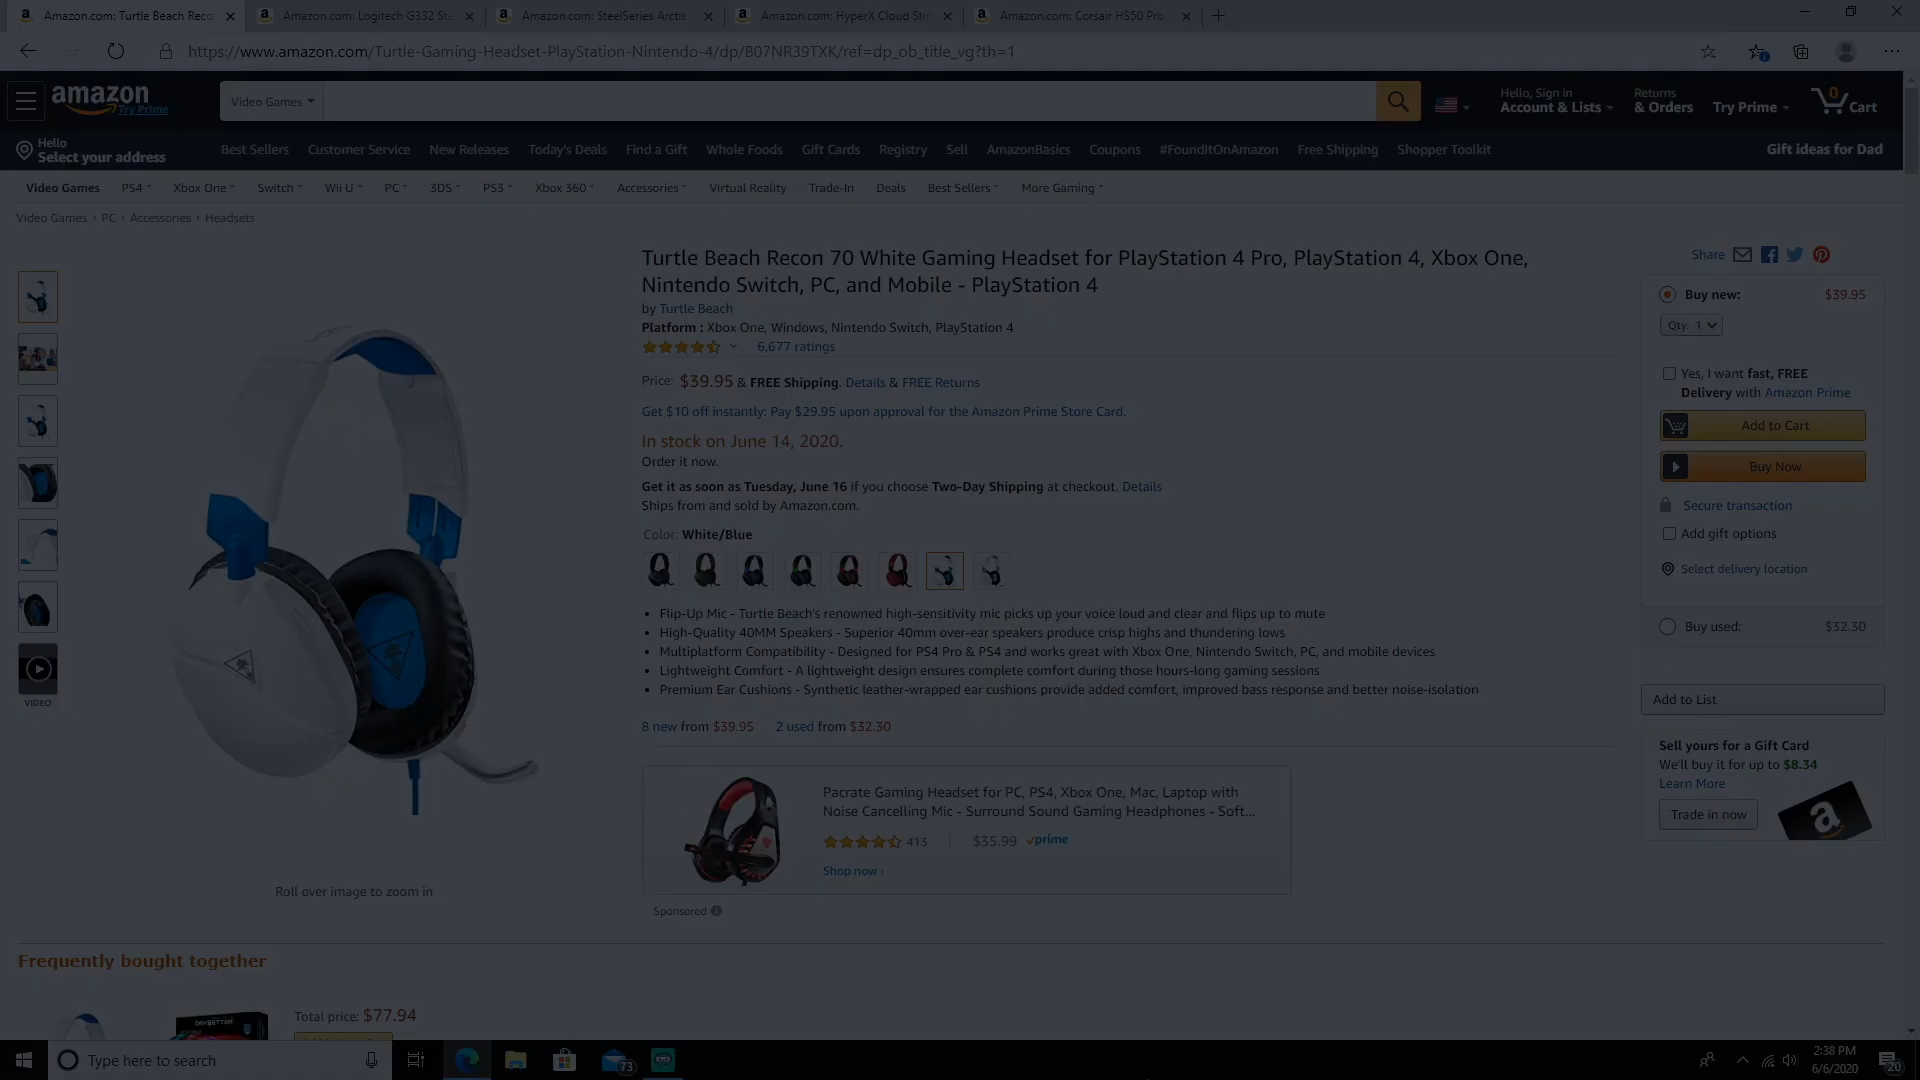 Amazon.com: Turtle Beach Reco
Amazon.com: Logitech G332 Ste
Amazon.com: SteelSeries Arctis
Amazon.com: HyperX Cloud Stin
Amazon.com: Corsair HS50 Pro
https://www.amazon.com/Turtle-Gaming-Headset-PlayStation-Nintendo-4/dp/B07NR39TXK/ref=dp_ob_title_vg?th=1
amazon
Try Prime
Video Games
Hello, Sign in
Account & Lists
Returns
& Orders
Try Prime
0
Cart
Hello
Select your address
Best Sellers Customer Service New Releases Today's Deals Find a Gift Whole Foods Gift Cards Registry Sell AmazonBasics Coupons #FoundItOnAmazon Free Shipping Shopper Toolkit
Gift ideas for Dad
Video Games PS4 Xbox One Switch Wii U PC 3DS PS3 Xbox 360 Accessories Virtual Reality Trade-In Deals Best Sellers More Gaming
Video Games › PC › Accessories › Headsets
VIDEO
Roll over image to zoom in
Turtle Beach Recon 70 White Gaming Headset for PlayStation 4 Pro, PlayStation 4, Xbox One,
Nintendo Switch, PC, and Mobile - PlayStation 4
by Turtle Beach
Platform : Xbox One, Windows, Nintendo Switch, PlayStation 4
6,677 ratings
Price: $39.95 & FREE Shipping. Details & FREE Returns
Get $10 off instantly: Pay $29.95 upon approval for the Amazon Prime Store Card.
In stock on June 14, 2020.
Order it now.
Get it as soon as Tuesday, June 16 if you choose Two-Day Shipping at checkout. Details
Ships from and sold by Amazon.com.
Color: White/Blue
• Flip-Up Mic - Turtle Beach's renowned high-sensitivity mic picks up your voice loud and clear and flips up to mute
• High-Quality 40MM Speakers - Superior 40mm over-ear speakers produce crisp highs and thundering lows
• Multiplatform Compatibility - Designed for PS4 Pro & PS4 and works great with Xbox One, Nintendo Switch, PC, and mobile devices
• Lightweight Comfort - A lightweight design ensures complete comfort during those hours-long gaming sessions
• Premium Ear Cushions - Synthetic leather-wrapped ear cushions provide added comfort, improved bass response and better noise-isolation
8 new from $39.95 2 used from $32.30
Pacrate Gaming Headset for PC, PS4, Xbox One, Mac, Laptop with
Noise Cancelling Mic - Surround Sound Gaming Headphones - Soft...
413 | $35.99 prime
Shop now ›
Sponsored
Share
Buy new: $39.95
Qty: 1
Yes, I want fast, FREE
Delivery with Amazon Prime
Add to Cart
Buy Now
Secure transaction
Add gift options
Select delivery location
Buy used: $32.30
Add to List
Sell yours for a Gift Card
We'll buy it for up to $8.34
Learn More
Trade in now
Frequently bought together
Total price: $77.94
Type here to search
73
2:38 PM
6/6/2020
20